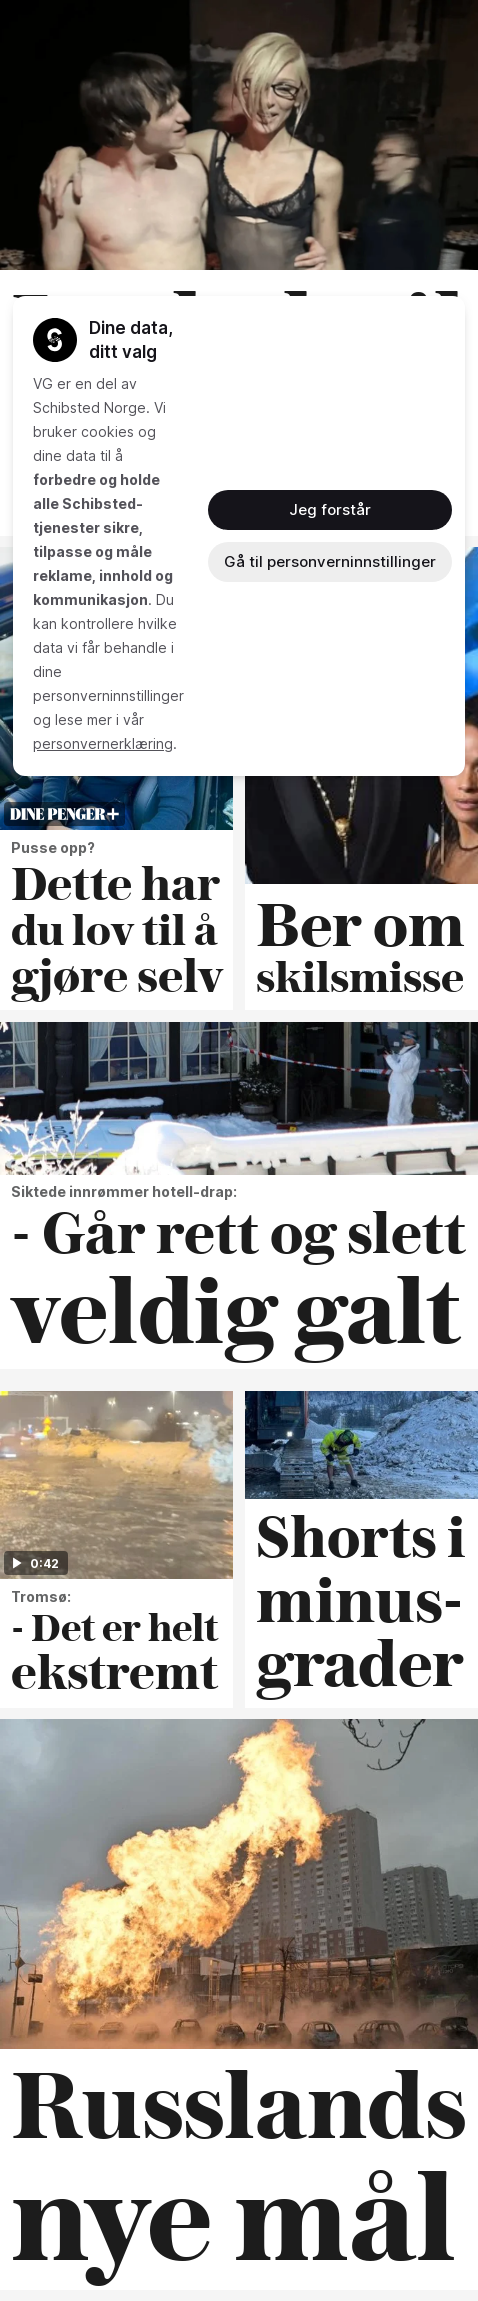 Dine data,
ditt valg
VG er en del av
Schibsted Norge. Vi
bruker cookies og
dine data til å
forbedre og holde
alle Schibsted-
tjenester sikre,
tilpasse og måle
reklame, innhold og
kommunikasjon. Du
kan kontrollere hvilke
data vi får behandle i
dine
personverninnstillinger
og lese mer i vår
personvernerklæring.
Jeg forstår
Gå til personverninnstillinger
DINE PENGER+
Pusse opp?
Dette har
du lov til å
gjøre selv
Ber om
skilsmisse
Siktede innrømmer hotell-drap:
- Går rett og slett
veldig galt
0:42
Tromsø:
- Det er helt
ekstremt
Shorts i
minus-
grader
Russlands
nye mål